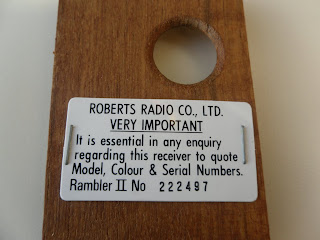 ROBERTS RADIO CO., LTD.
VERY IMPORTANT
It is essential in any enquiry
regarding this receiver to quote
Model, Colour & Serial Numbers.
Rambler II No 222497